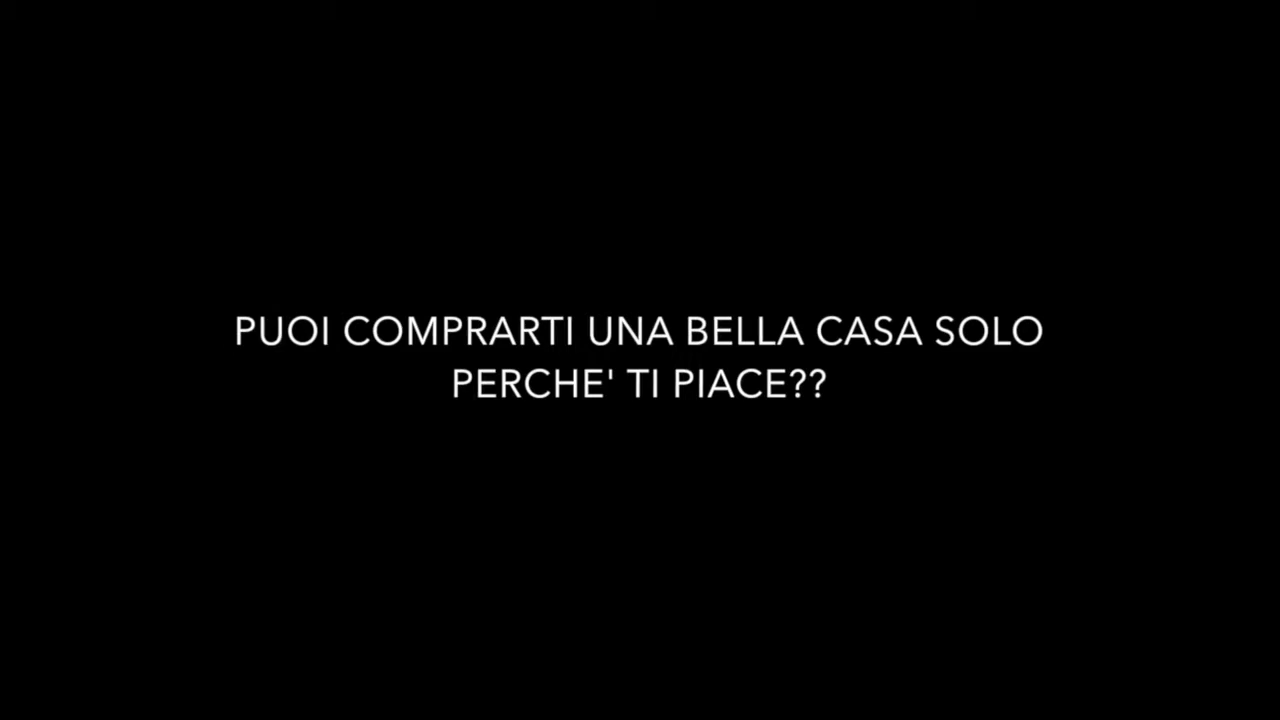 PUOI COMPRARTI UNA BELLA CASA SOLO
PERCHE' TI PIACE??